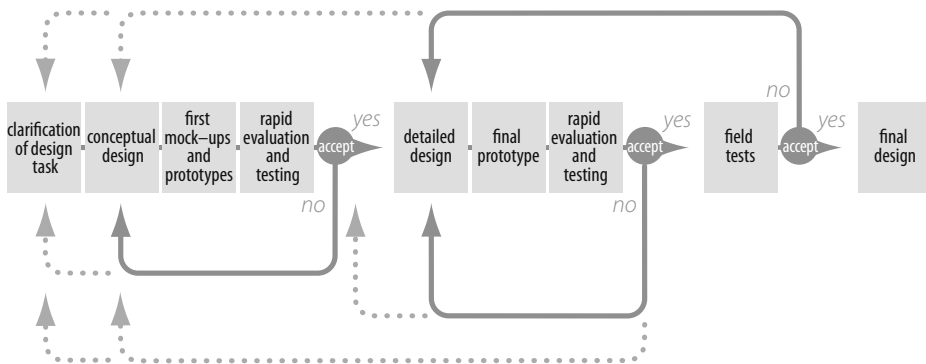 no
yes
yes
yes
clarification
of design
task
conceptual
design
first
mock–ups
and
prototypes
rapid
evaluation
and
testing
accept
detailed
design
final
prototype
rapid
evaluation
and
testing
accept
field
tests
accept
final
design
no
no